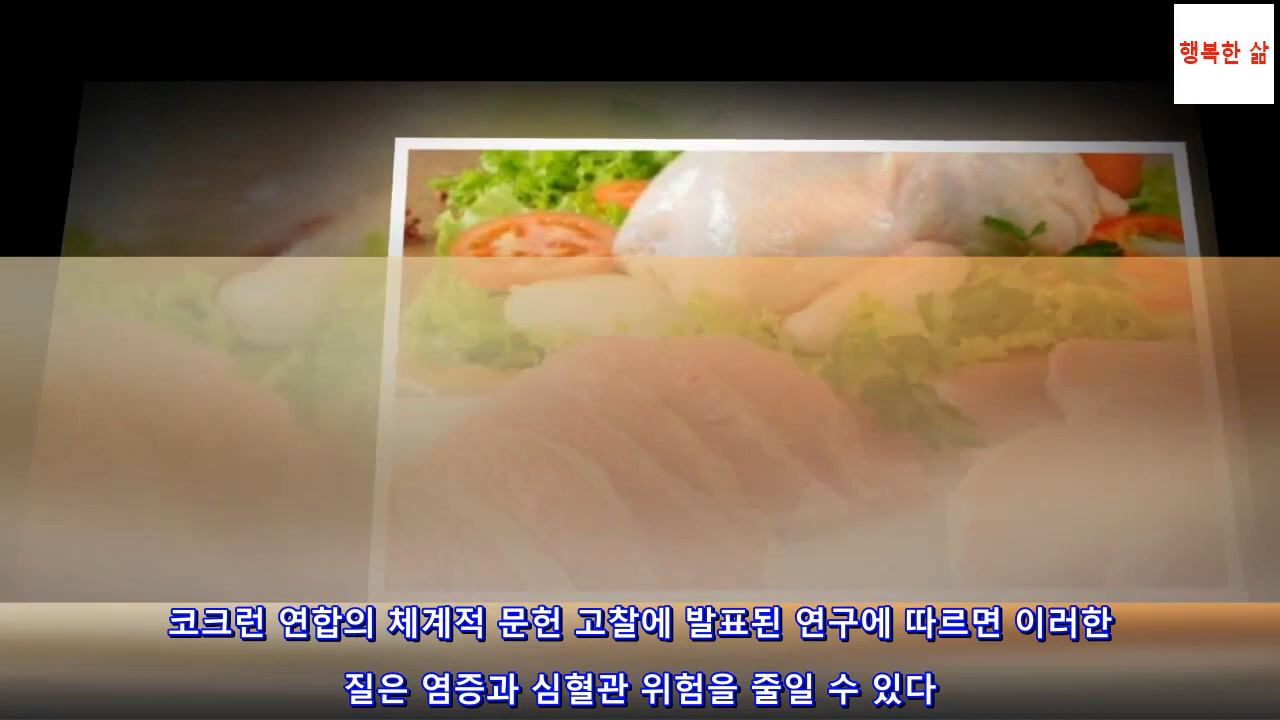 행복한 삶
코크런 연합의 체계적 문헌 고찰에 발표된 연구에 따르면 이러한
질은 염증과 심혈관 위험을 줄일 수 있다